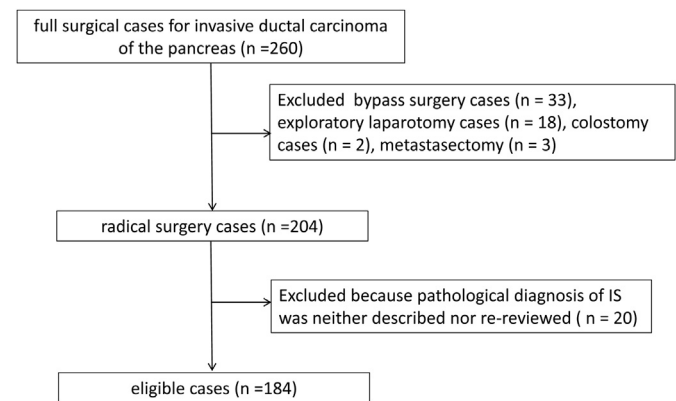 full surgical cases for invasive ductal carcinoma
of the pancreas (n =260)
Excluded  bypass surgery cases (n = 33),
exploratory laparotomy cases (n = 18), colostomy
cases (n = 2), metastasectomy (n = 3)
radical surgery cases (n =204)
Excluded because pathological diagnosis of IS
was neither described nor re-reviewed ( n = 20)
eligible cases (n =184)